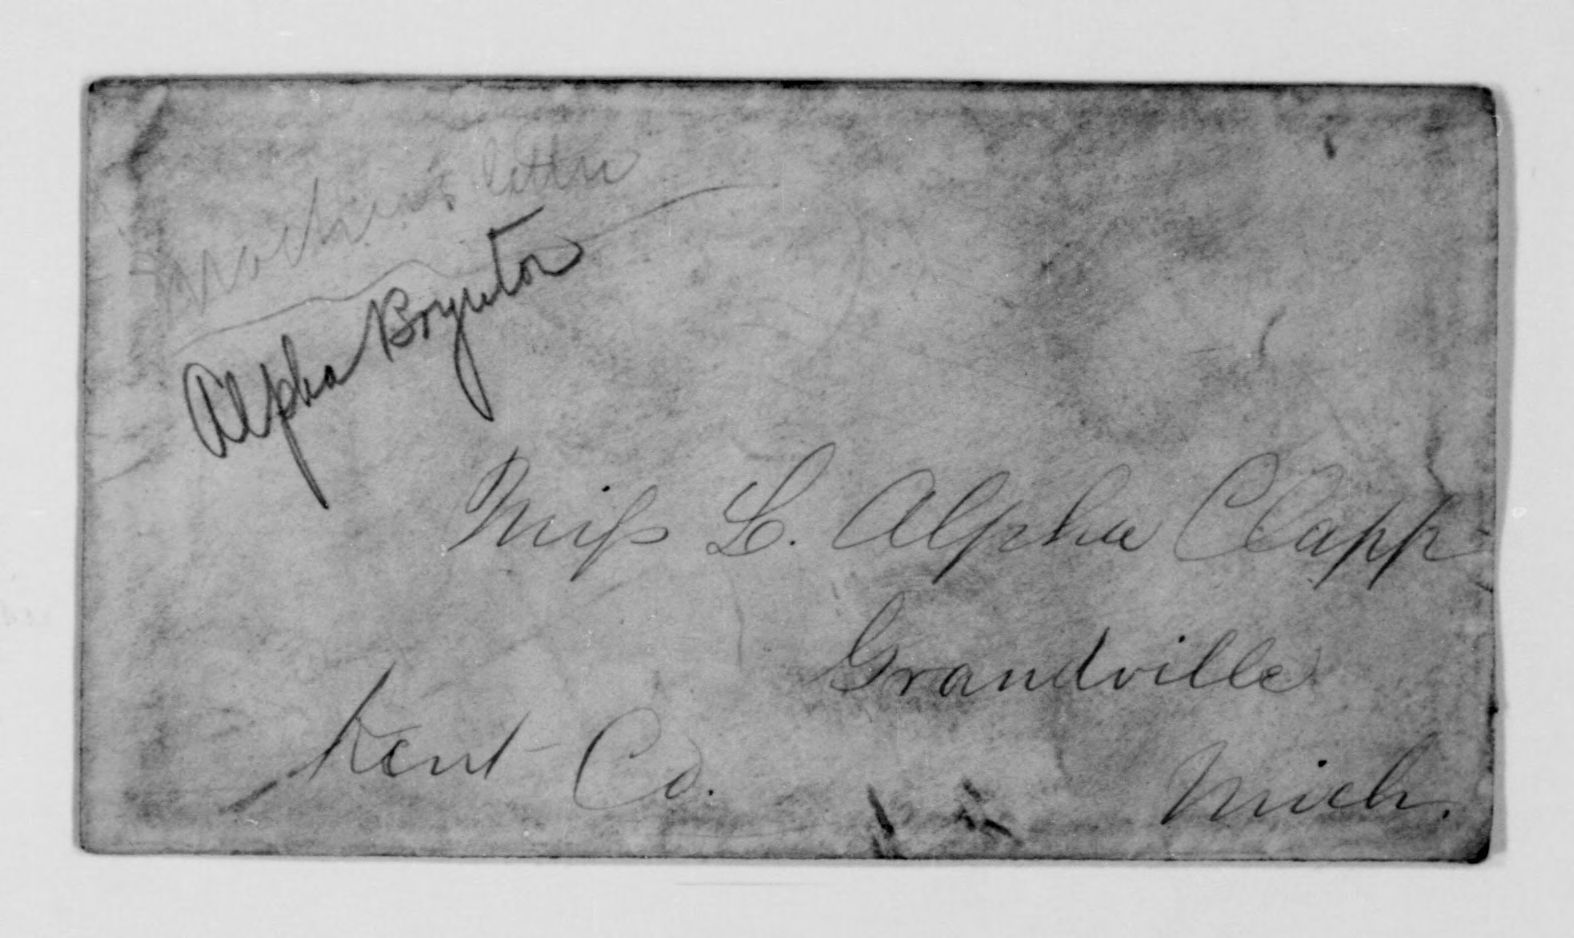 Mother's letter
Alpha Boynton
Miss L. Alpha Clapp
Grandville
Kent Co.
Mich.